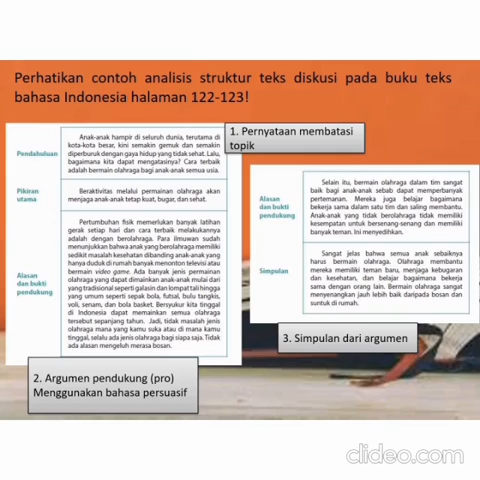 Perhatikan contoh analisis struktur teks diskusi pada buku teks
bahasa Indonesia halaman 122-123!
1. Pernyataan membatasi
topik
Pendahuluan
Anak-anak hampir di seluruh dunia, terutama di
kota-kota besar, kini semakin gemuk dan semakin
diperburuk dengan gaya hidup yang tidak sehat. Lalu,
bagaimana kita dapat mengatasinya? Cara terbaik
adalah bermain olahraga bagi anak-anak semua usia.
Pikiran
utama
Beraktivitas melalui permainan olahraga akan
menjaga anak-anak tetap kuat, bugar, dan sehat.
Alasan
dan bukti
pendukung
Pertumbuhan fisik memerlukan banyak latihan
gerak setiap hari dan cara terbaik melakukannya
adalah dengan berolahraga. Para ilmuwan sudah
menunjukkan bahwa anak yang berolahraga memiliki
sedikit masalah kesehatan dibanding anak-anak yang
hanya duduk di rumah banyak menonton televisi atau
bermain video game. Ada banyak jenis permainan
olahraga yang dapat dimainkan anak-anak mulai dari
yang tradisional seperti galasin dan lompat tali hingga
yang umum seperti sepak bola, futsal, bulu tangkis,
voli, senam, dan bola basket. Bersyukur kita tinggal
di Indonesia dapat memainkan semua olahraga
tersebut sepanjang tahun. Jadi, tidak masalah jenis
olahraga mana yang kamu suka atau di mana kamu
tinggal, selalu ada jenis olahraga bagi siapa saja. Tidak
ada alasan mengeluh merasa bosan.
2. Argumen pendukung (pro)
Menggunakan bahasa persuasif
Alasan
dan bukti
pendukung
Selain itu, bermain olahraga dalam tim sangat
baik bagi anak-anak sebab dapat memperbanyak
pertemanan. Mereka juga belajar bagaimana
bekerja sama dalam satu tim dan saling membantu.
Anak-anak yang tidak berolahraga tidak memiliki
kesempatan untuk bersenang-senang dan memiliki
banyak teman. Ini menyedihkan.
Simpulan
Sangat jelas bahwa semua anak sebaiknya
harus bermain olahraga. Olahraga membantu
mereka memiliki teman baru, menjaga kebugaran
dan kesehatan, dan belajar bagaimana bekerja
sama dengan orang lain. Bermain olahraga sangat
menyenangkan jauh lebih baik daripada bosan dan
suntuk di rumah.
3. Simpulan dari argumen
clideo.com